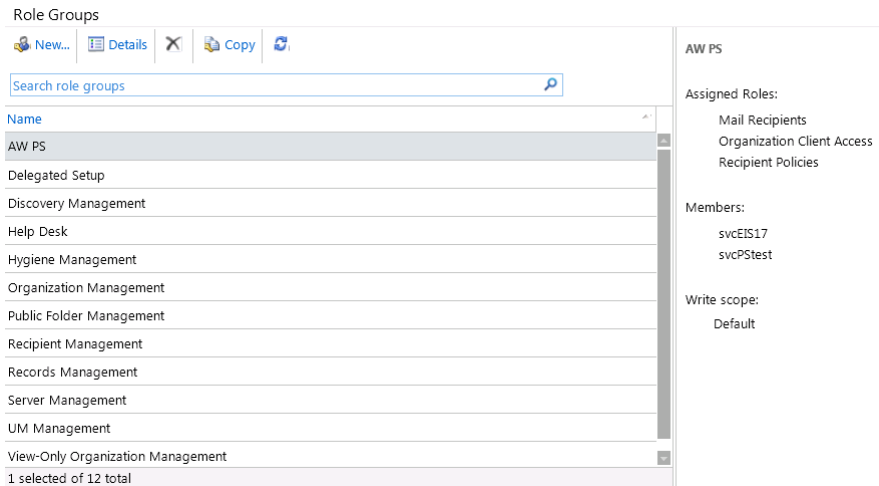 Role Groups
New... Details Copy
Search role groups
Name
AW PS
Delegated Setup
Discovery Management
Help Desk
Hygiene Management
Organization Management
Public Folder Management
Recipient Management
Records Management
Server Management
UM Management
View-Only Organization Management
1 selected of 12 total
AW PS
Assigned Roles:
Mail Recipients
Organization Client Access
Recipient Policies
Members:
svcEIS17
svcPStest
Write scope:
Default